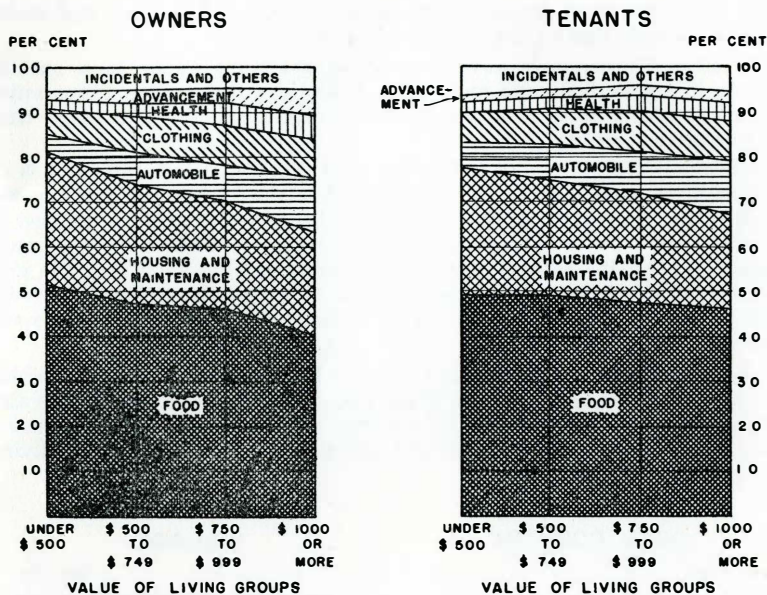 OWNERS
PER CENT
100
90
80
70
60
50
40
30
20
10
INCIDENTALS AND OTHERS
ADVANCEMENT
HEALTH
CLOTHING
AUTOMOBILE
HOUSING AND
MAINTENANCE
FOOD
UNDER $ 500 $ 750 $ 1000
$ 500 TO TO OR
$ 749 $ 999 MORE
VALUE OF LIVING GROUPS
TENANTS
PER CENT
ADVANCE-
MENT
INCIDENTALS AND OTHERS
HEALTH
CLOTHING
AUTOMOBILE
HOUSING AND
MAINTENANCE
FOOD
100
90
80
70
60
50
40
30
20
10
UNDER $ 500 $ 750 $ 1000
$ 500 TO TO OR
$ 749 $ 999 MORE
VALUE OF LIVING GROUPS